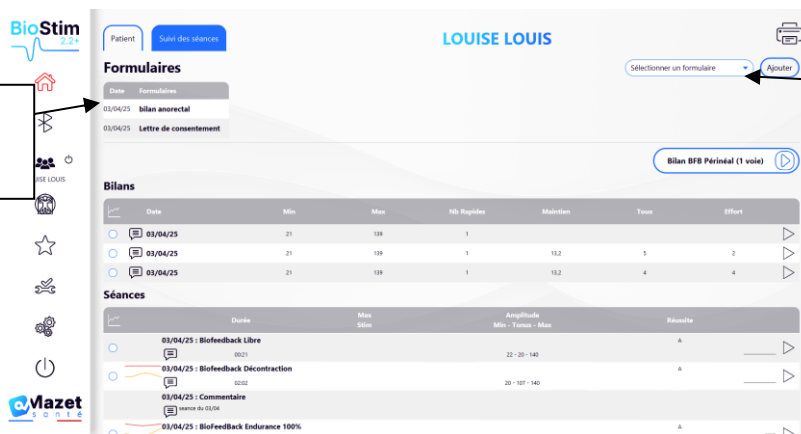 BioStim
2.2+
Patient
Suivi des séances
LOUISE LOUIS
Formulaires
Sélectionner un formulaire
Ajouter
Date Formulaires
03/04/25 bilan anorectal
03/04/25 Lettre de consentement
Bilan BFB Périnéal (1 voie)
LOUIS
Bilans
Date Min Max Nb Rapides Maintien Toux Effort
03/04/25 21 139 1
03/04/25 21 139 1 13.2 5 2
03/04/25 21 139 1 13.2 4 4
Séances
Durée Max Stim Amplitude Min - Tonus - Max Réussite
03/04/25 : Biofeedback Libre A
00:21 22 - 20 - 140
03/04/25 : Biofeedback Décontraction A
02:02 20 - 107 - 140
03/04/25 : Commentaire
seance du 03/04
03/04/25 : BioFeedBack Endurance 100% A
Mazet
santé